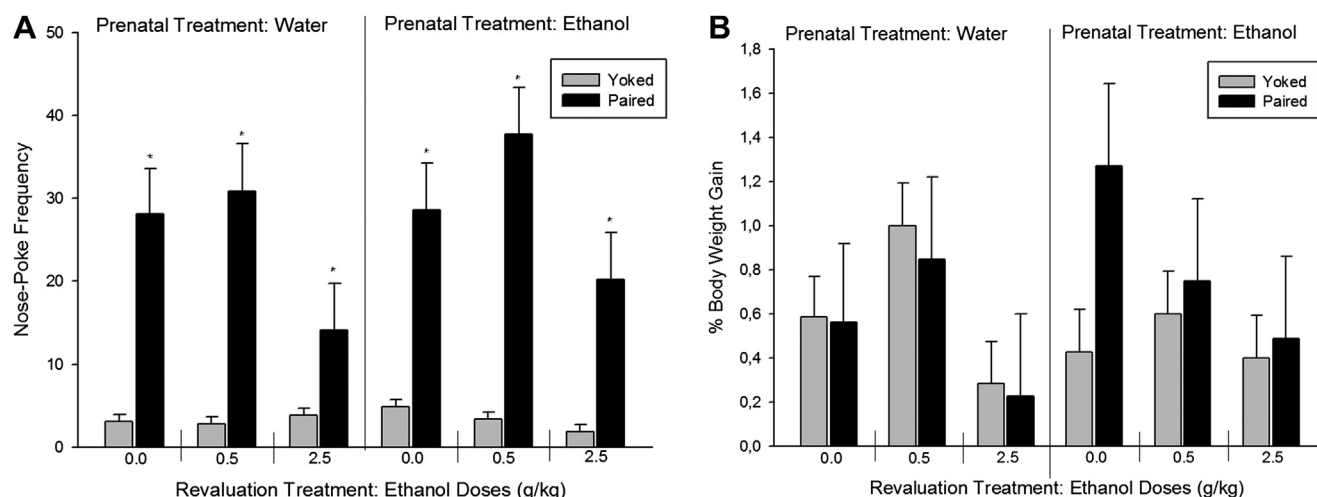 A
Prenatal Treatment: Water
Prenatal Treatment: Ethanol
Yoked
Paired
Nose-Poke Frequency
50
40
30
20
10
0
* * * * * *
0.0 0.5 2.5 0.0 0.5 2.5
Revaluation Treatment: Ethanol Doses (g/kg)
B
Prenatal Treatment: Water
Prenatal Treatment: Ethanol
Yoked
Paired
% Body Weight Gain
1,8
1,6
1,4
1,2
1,0
0,8
0,6
0,4
0,2
0,0
0.0 0.5 2.5 0.0 0.5 2.5
Revaluation Treatment: Ethanol Doses (g/kg)